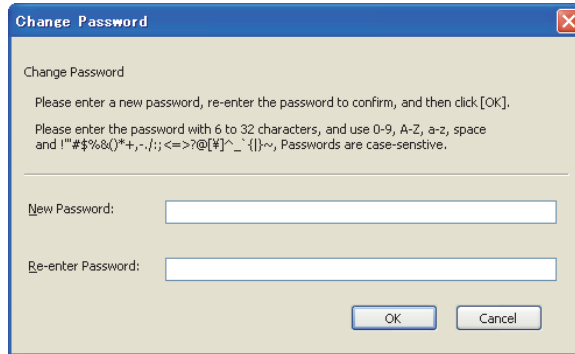 Change Password
Change Password
Please enter a new password, re-enter the password to confirm, and then click [OK].
Please enter the password with 6 to 32 characters, and use 0-9, A-Z, a-z, space
and !"#$%&()*+,-./:;<=>?@[¥]^_`{|}~, Passwords are case-senstive.
New Password:
Re-enter Password:
OK
Cancel